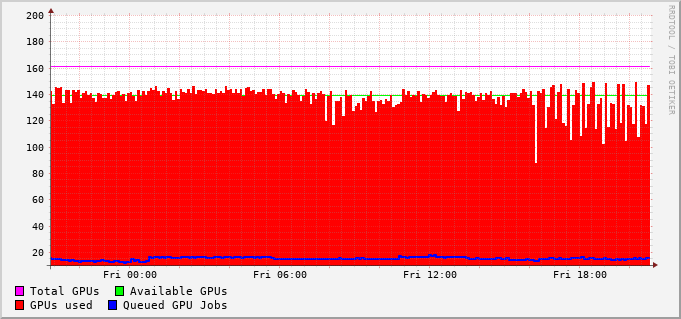 200
180
160
140
120
100
80
60
40
20
Fri 00:00 Fri 06:00 Fri 12:00 Fri 18:00
Total GPUs Available GPUs
GPUs used Queued GPU Jobs
RRDTOOL / TOBI OETIKER